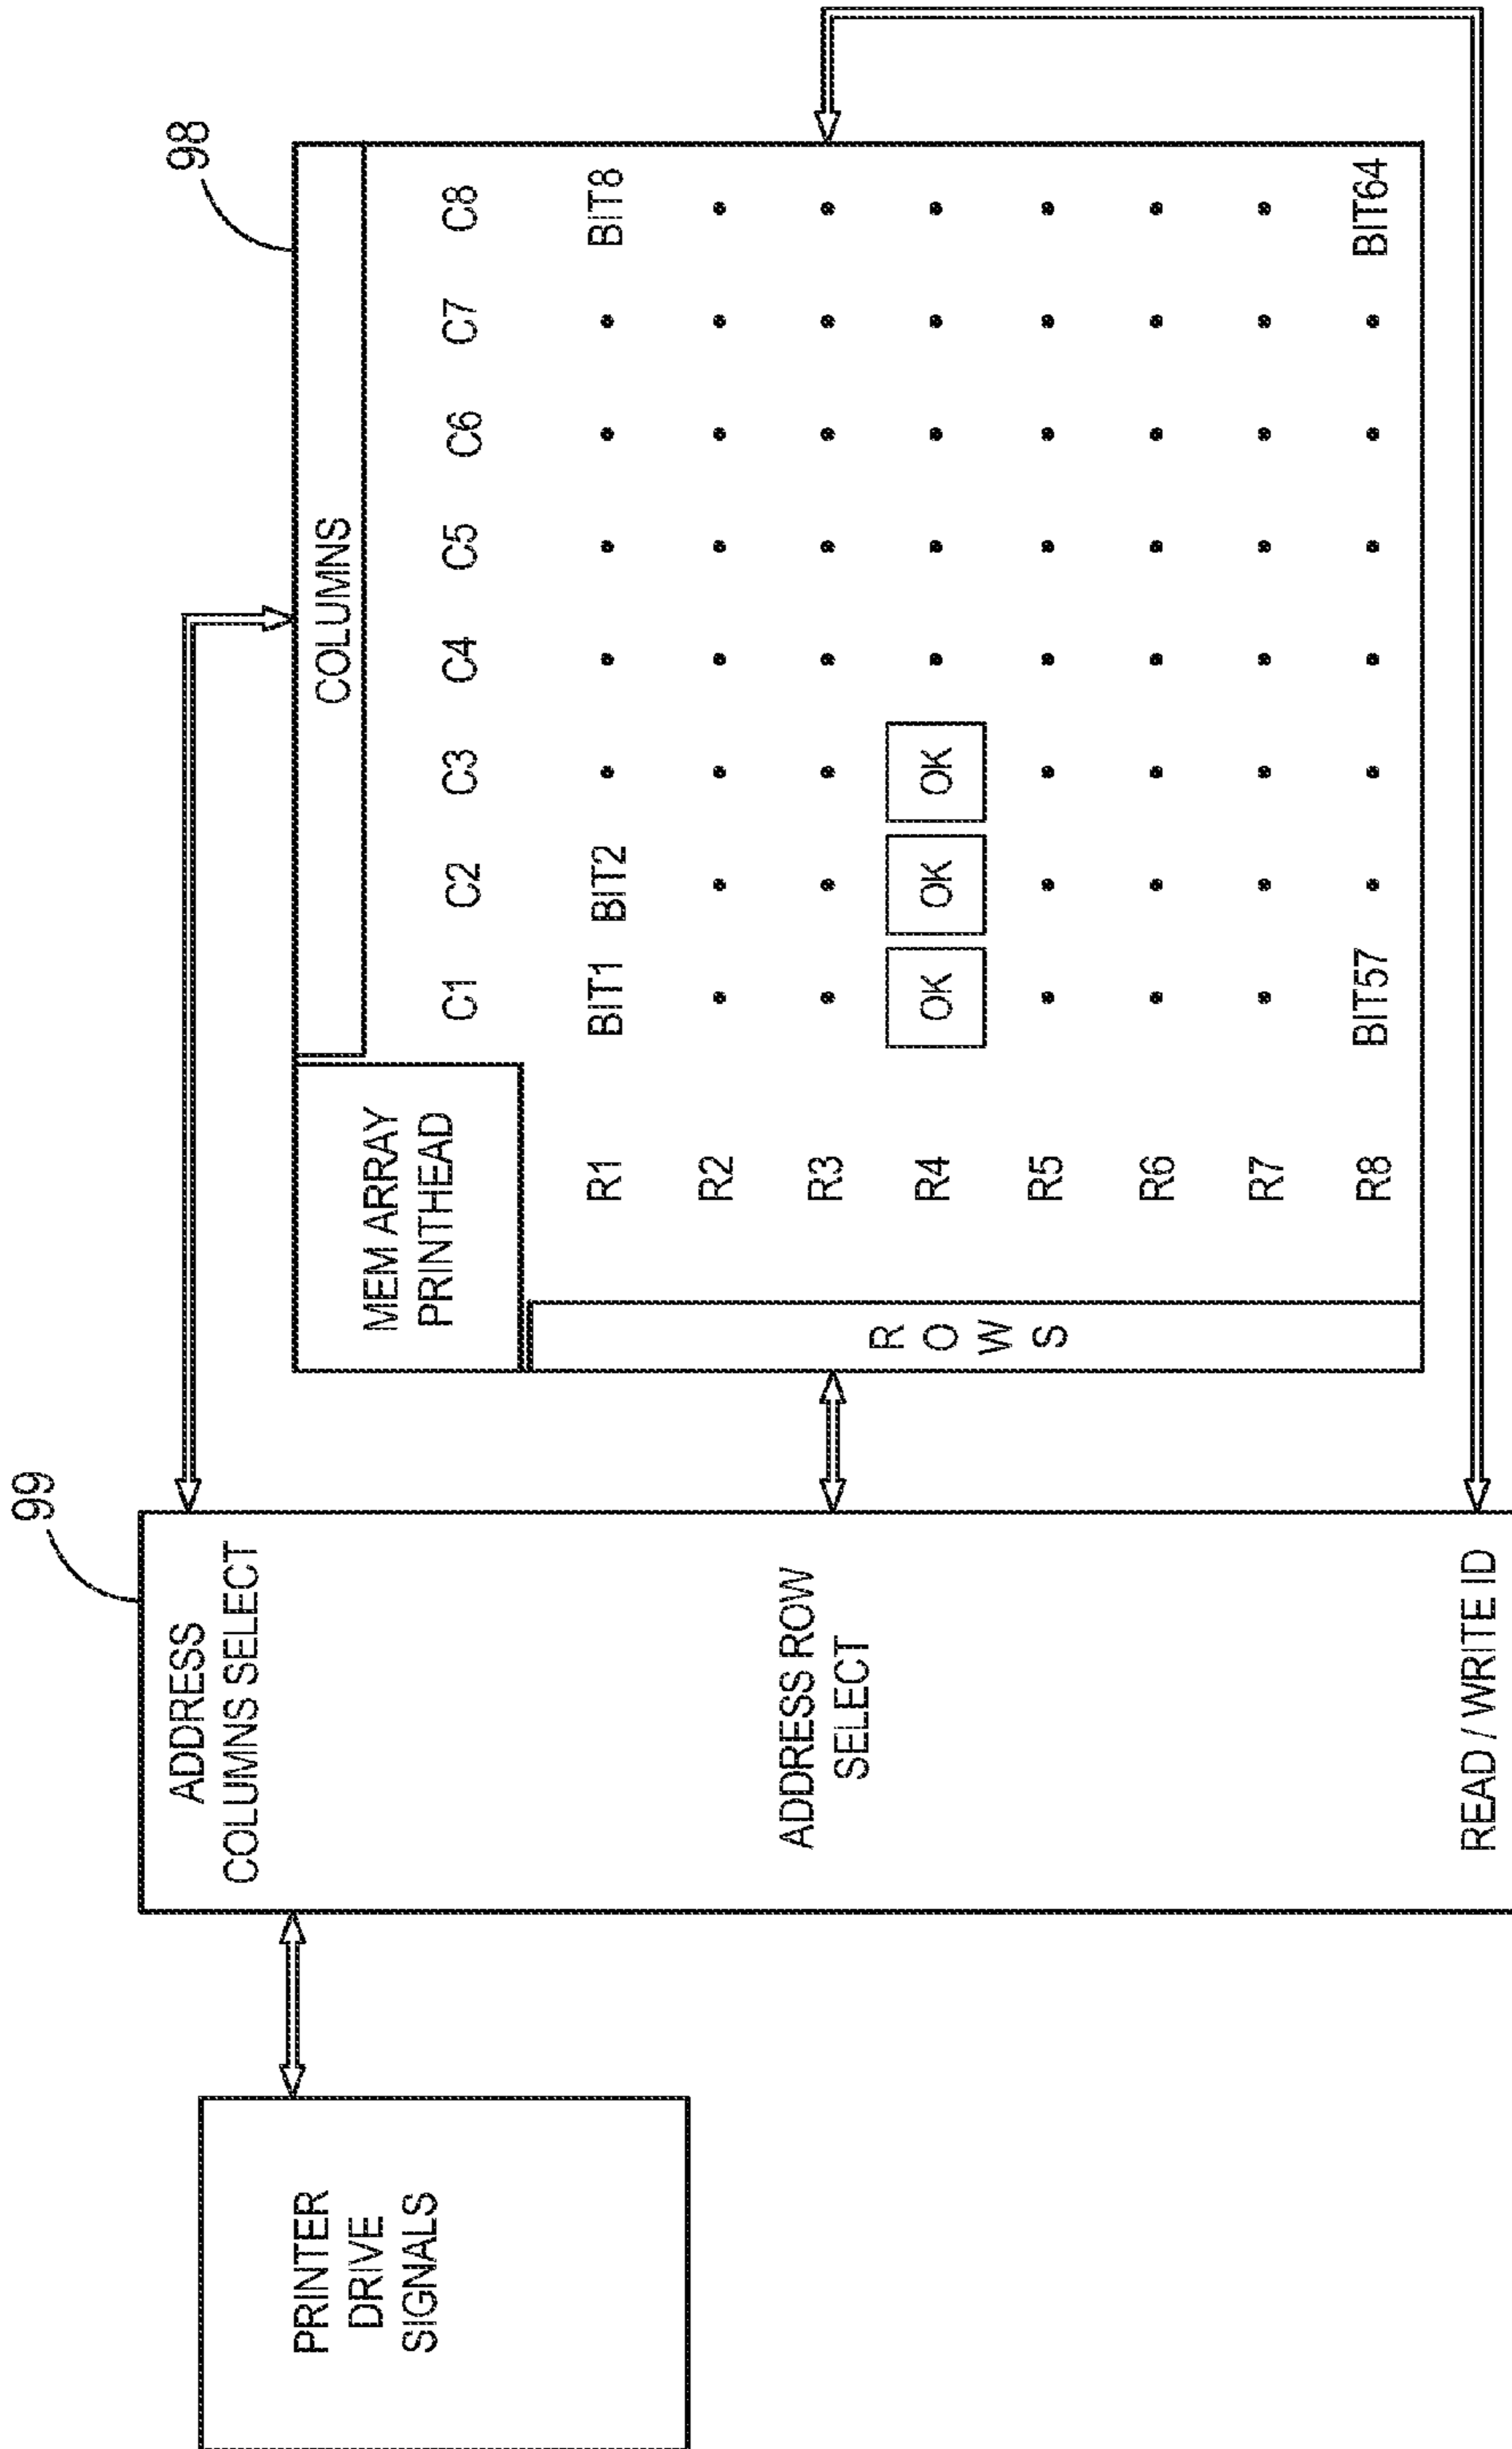 99
98
PRINTER
DRIVE
SIGNALS
ADDRESS
COLUMNS SELECT
ADDRESS ROW
SELECT
READ / WRITE ID
MEM ARRAY
PRINTHEAD
COLUMNS
R
O
W
S
C1 C2 C3 C4 C5 C6 C7 C8
R1 BIT1 BIT2 • • • • • BIT8
R2 • • • • • • • •
R3 • • • • • • • •
R4 OK OK OK • • • • •
R5 • • • • • • • •
R6 • • • • • • • •
R7 • • • • • • • •
R8 BIT57 • • • • • • BIT64